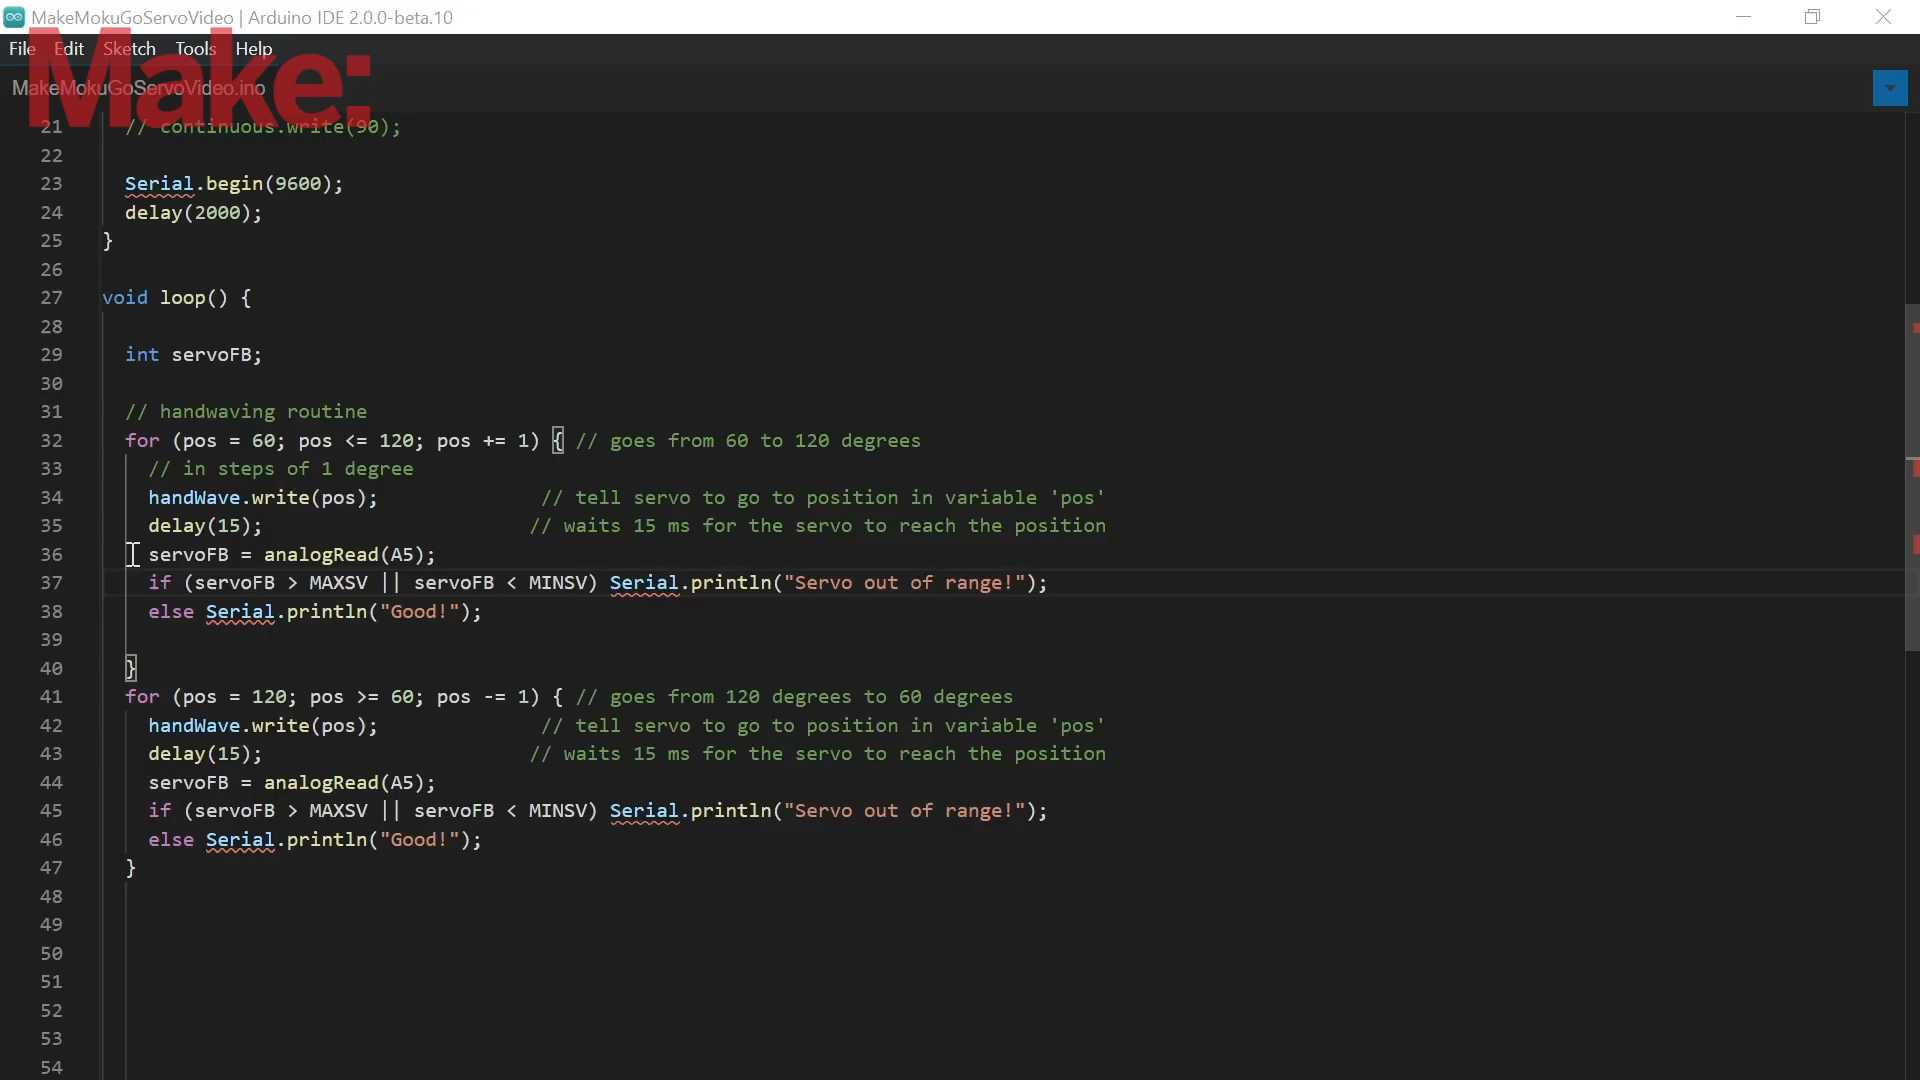 MakeMokuGoServoVideo | Arduino IDE 2.0.0-beta.10
File Edit Sketch Tools Help
Make:
MakeMokuGoServoVideo.ino
21 // continuous.write(90);
22
23 Serial.begin(9600);
24 delay(2000);
25 }
26
27 void loop() {
28
29 int servoFB;
30
31 // handwaving routine
32 for (pos = 60; pos <= 120; pos += 1) { // goes from 60 to 120 degrees
33 // in steps of 1 degree
34 handWave.write(pos); // tell servo to go to position in variable 'pos'
35 delay(15); // waits 15 ms for the servo to reach the position
36 servoFB = analogRead(A5);
37 if (servoFB > MAXSV || servoFB < MINSV) Serial.println("Servo out of range!");
38 else Serial.println("Good!");
39
40 }
41 for (pos = 120; pos >= 60; pos -= 1) { // goes from 120 degrees to 60 degrees
42 handWave.write(pos); // tell servo to go to position in variable 'pos'
43 delay(15); // waits 15 ms for the servo to reach the position
44 servoFB = analogRead(A5);
45 if (servoFB > MAXSV || servoFB < MINSV) Serial.println("Servo out of range!");
46 else Serial.println("Good!");
47 }
48
49
50
51
52
53
54